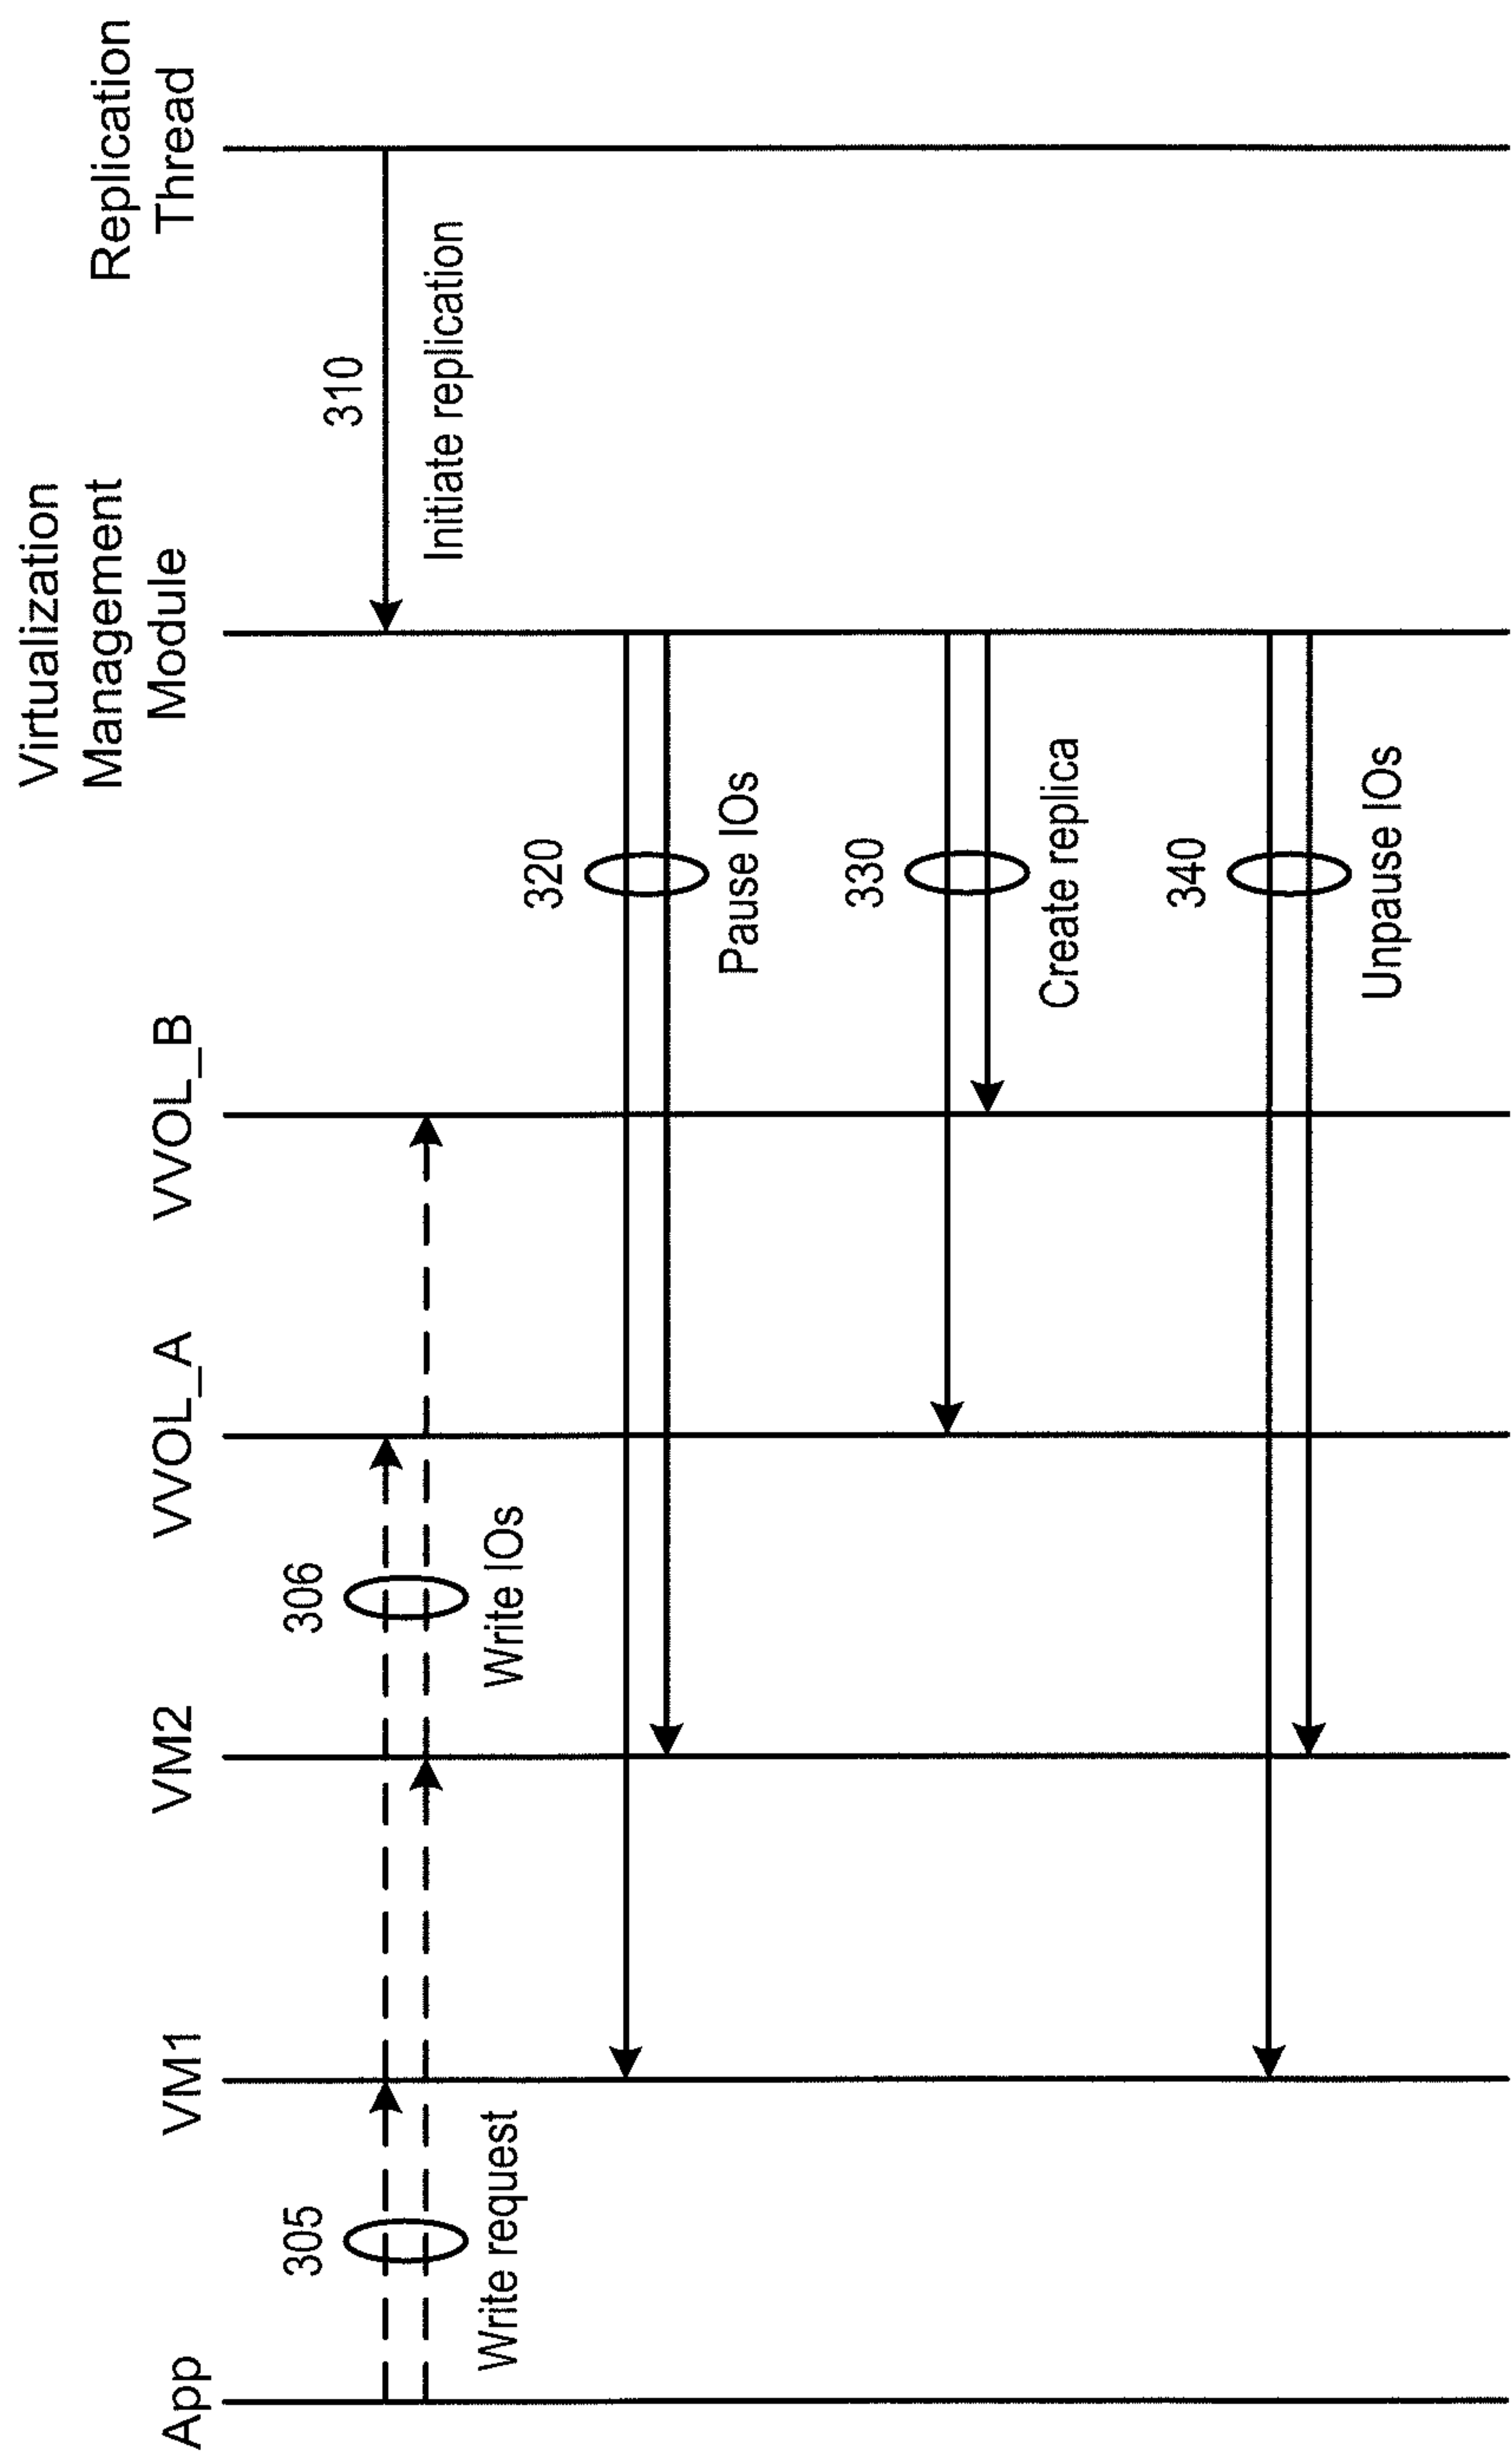 App
VM1
VM2
VVOL_A
VVOL_B
Virtualization
Management
Module
Replication
Thread
305
Write request
306
Write IOs
310
Initiate replication
320
Pause IOs
330
Create replica
340
Unpause IOs